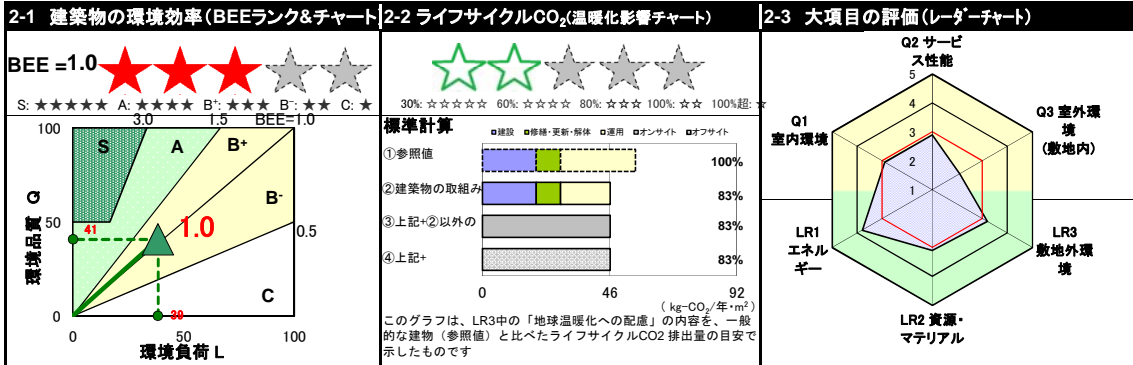 2-1 建築物の環境効率（BEEランク&チャート
BEE =1.0
S: ★★★★★ A: ★★★★ B⁺: ★★★ B⁻: ★★ C: ★
3.0 1.5 BEE=1.0
100
S
A
B⁺
B⁻
50
41
1.0
0.5
C
0
39
0
50
100
環境品質 Q
環境負荷 L
2-2 ライフサイクルCO₂(温暖化影響チャート)
30%: ☆☆☆☆☆ 60%: ☆☆☆☆ 80%: ☆☆☆ 100%: ☆☆ 100%超: ☆
標準計算
■建設 ■修繕・更新・解体 □運用 ■オンサイト ■オフサイト
①参照値
100%
②建築物の取組み
83%
③上記+②以外の
83%
④上記+
83%
0
46
92
（ kg-CO₂/年・m²）
このグラフは、LR3中の「地球温暖化への配慮」の内容を、一般
的な建物（参照値）と比べたライフサイクルCO2 排出量の目安で
示したものです
2-3 大項目の評価（レーダーチャート）
Q2 サービ
ス性能
5
4
3
2
1
Q1
室内環境
Q3 室外環
境
（敷地内）
LR1
エネル
ギー
LR3
敷地外環
境
LR2 資源・
マテリアル